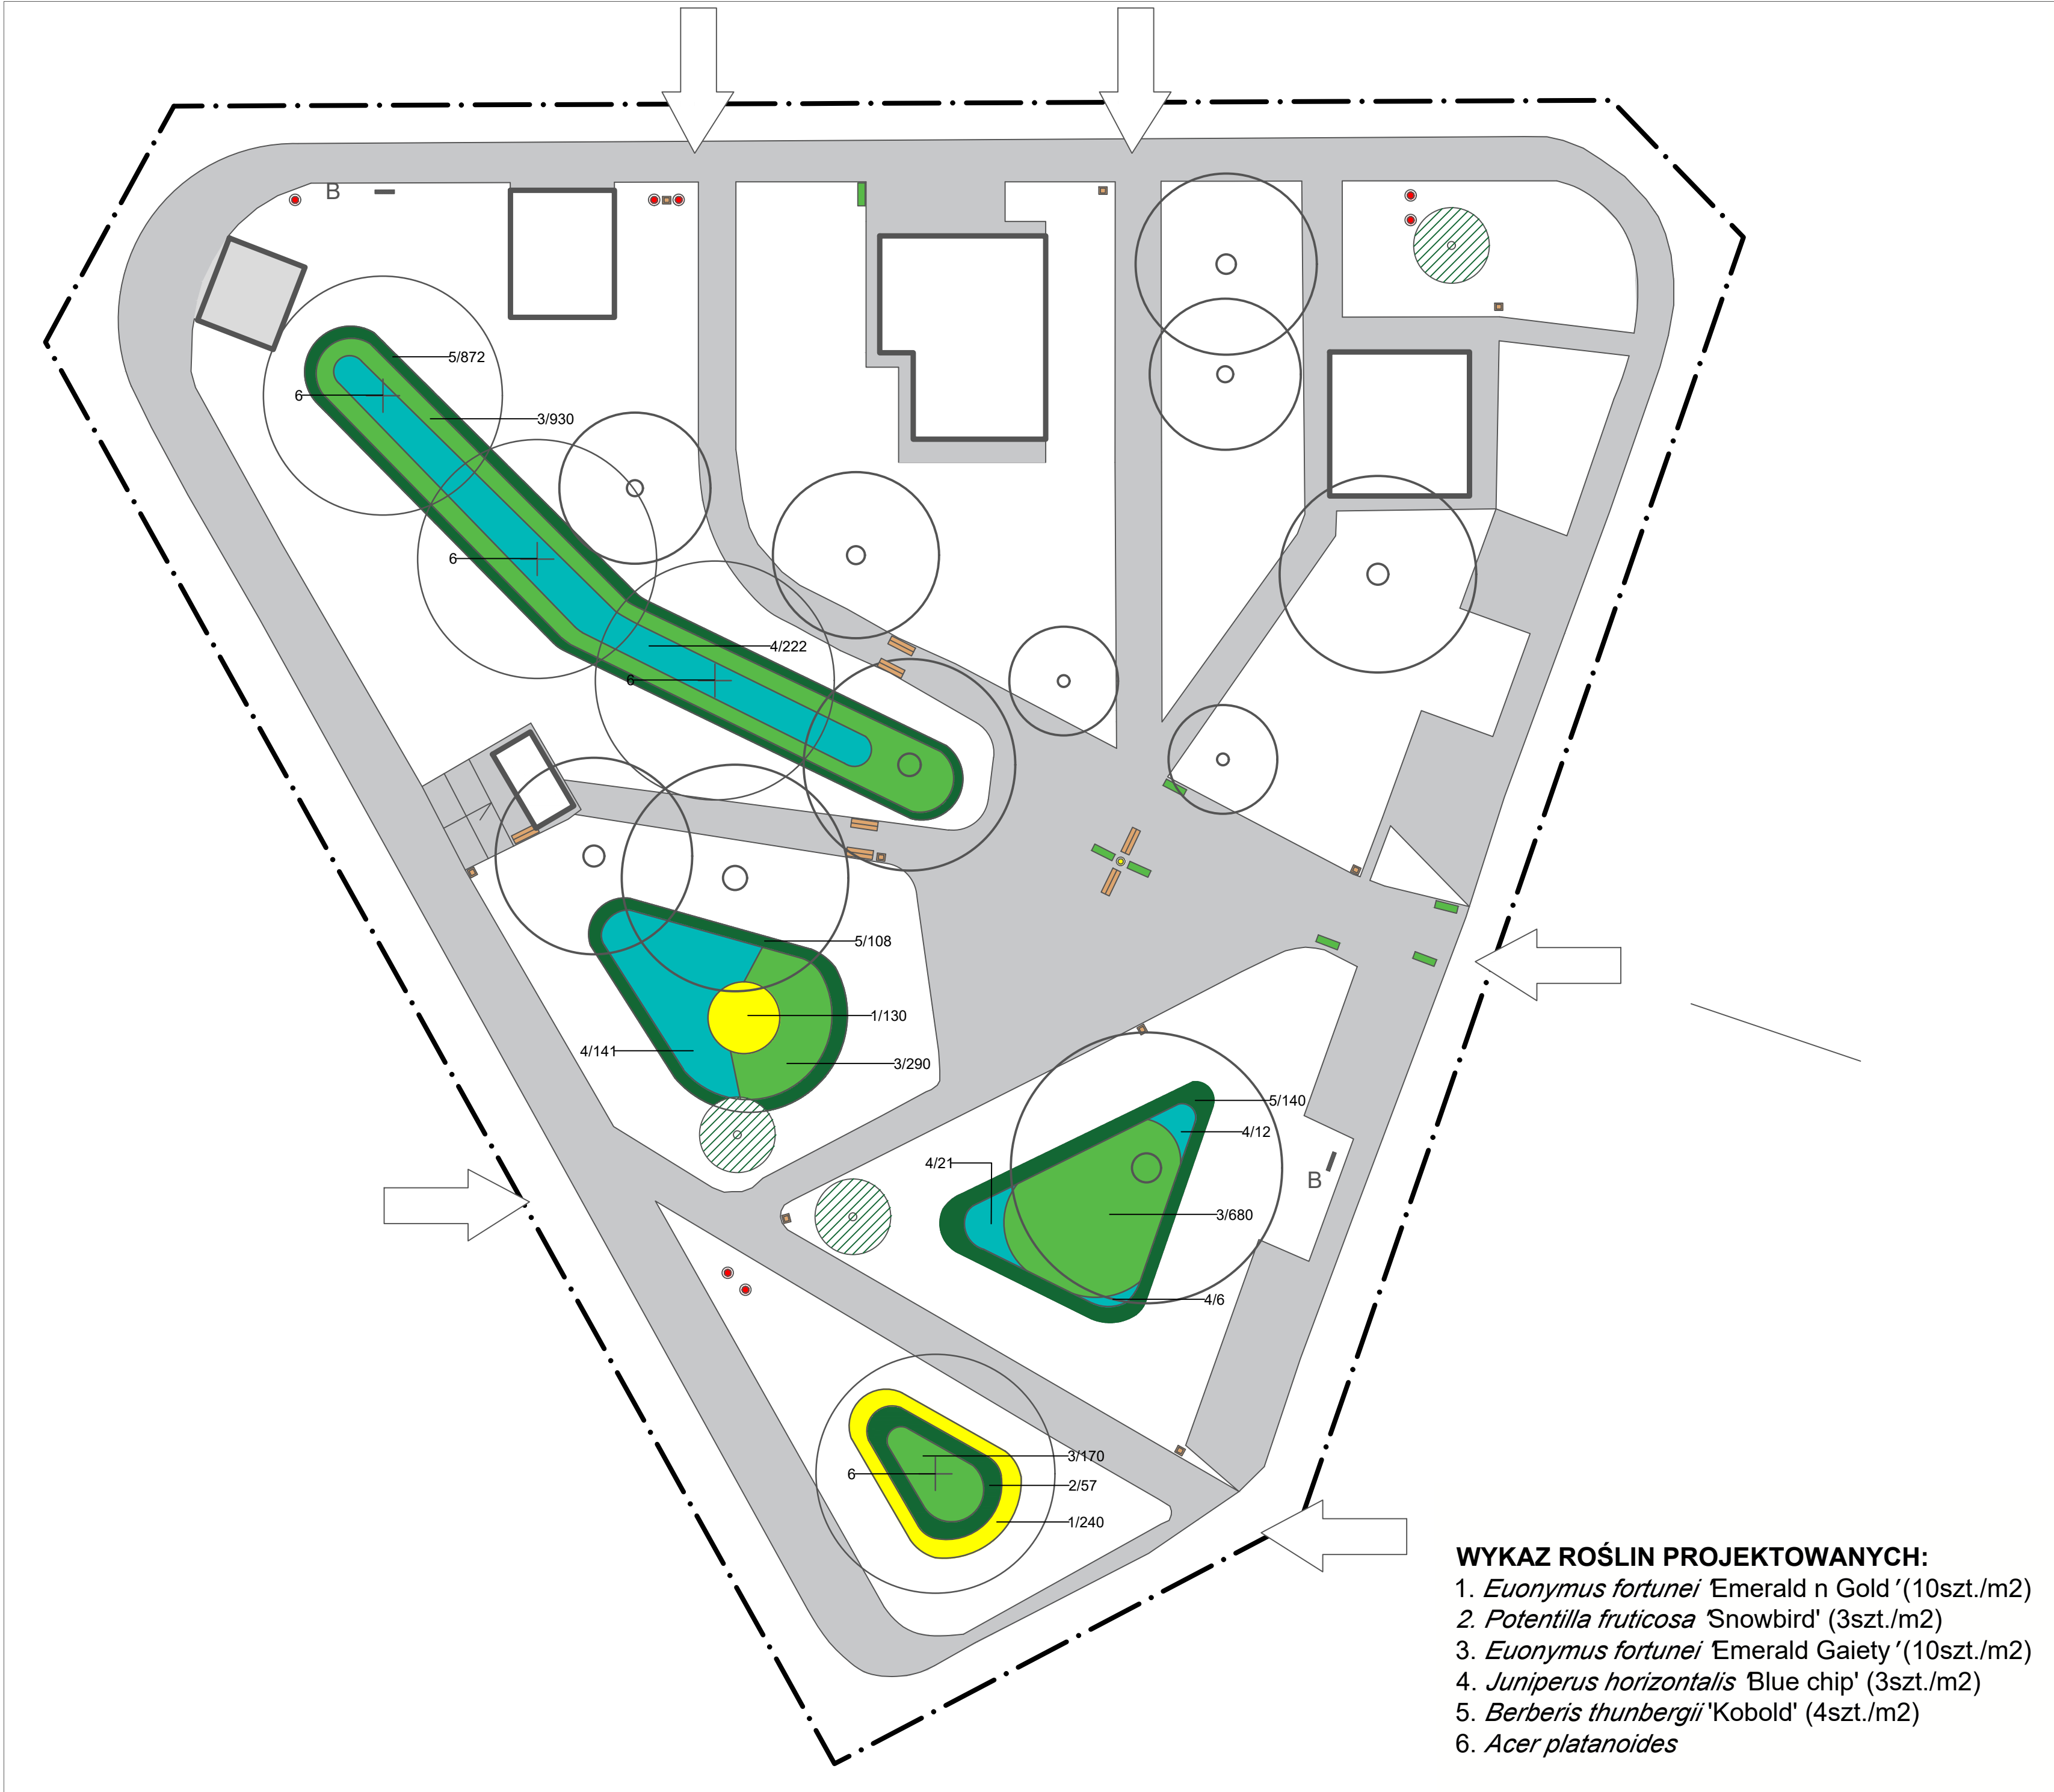 B
5/872
6
3/930
6
4/222
6
5/108
1/130
4/141
3/290
5/140
4/12
4/21
B
3/680
4/6
3/170
6
2/57
1/240
WYKAZ ROŚLIN PROJEKTOWANYCH:
1. Euonymus fortunei 'Emerald n Gold' (10szt./m2)
2. Potentilla fruticosa 'Snowbird' (3szt./m2)
3. Euonymus fortunei 'Emerald Gaiety' (10szt./m2)
4. Juniperus horizontalis 'Blue chip' (3szt./m2)
5. Berberis thunbergii 'Kobold' (4szt./m2)
6. Acer platanoides